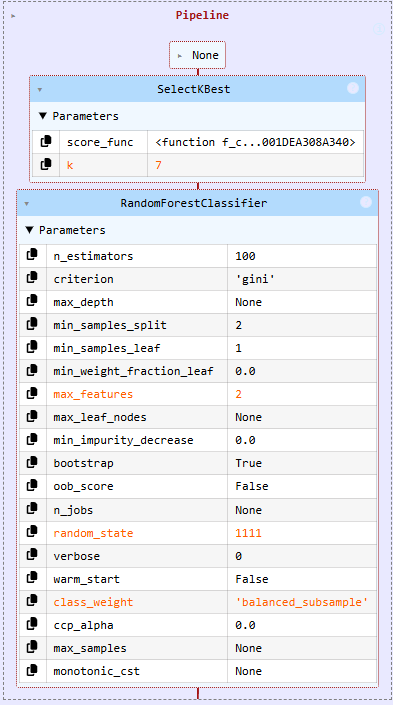 Pipeline
None
SelectKBest
Parameters
score_func <function f_c...001DEA308A340>
k 7
RandomForestClassifier
Parameters
n_estimators 100
criterion 'gini'
max_depth None
min_samples_split 2
min_samples_leaf 1
min_weight_fraction_leaf 0.0
max_features 2
max_leaf_nodes None
min_impurity_decrease 0.0
bootstrap True
oob_score False
n_jobs None
random_state 1111
verbose 0
warm_start False
class_weight 'balanced_subsample'
ccp_alpha 0.0
max_samples None
monotonic_cst None